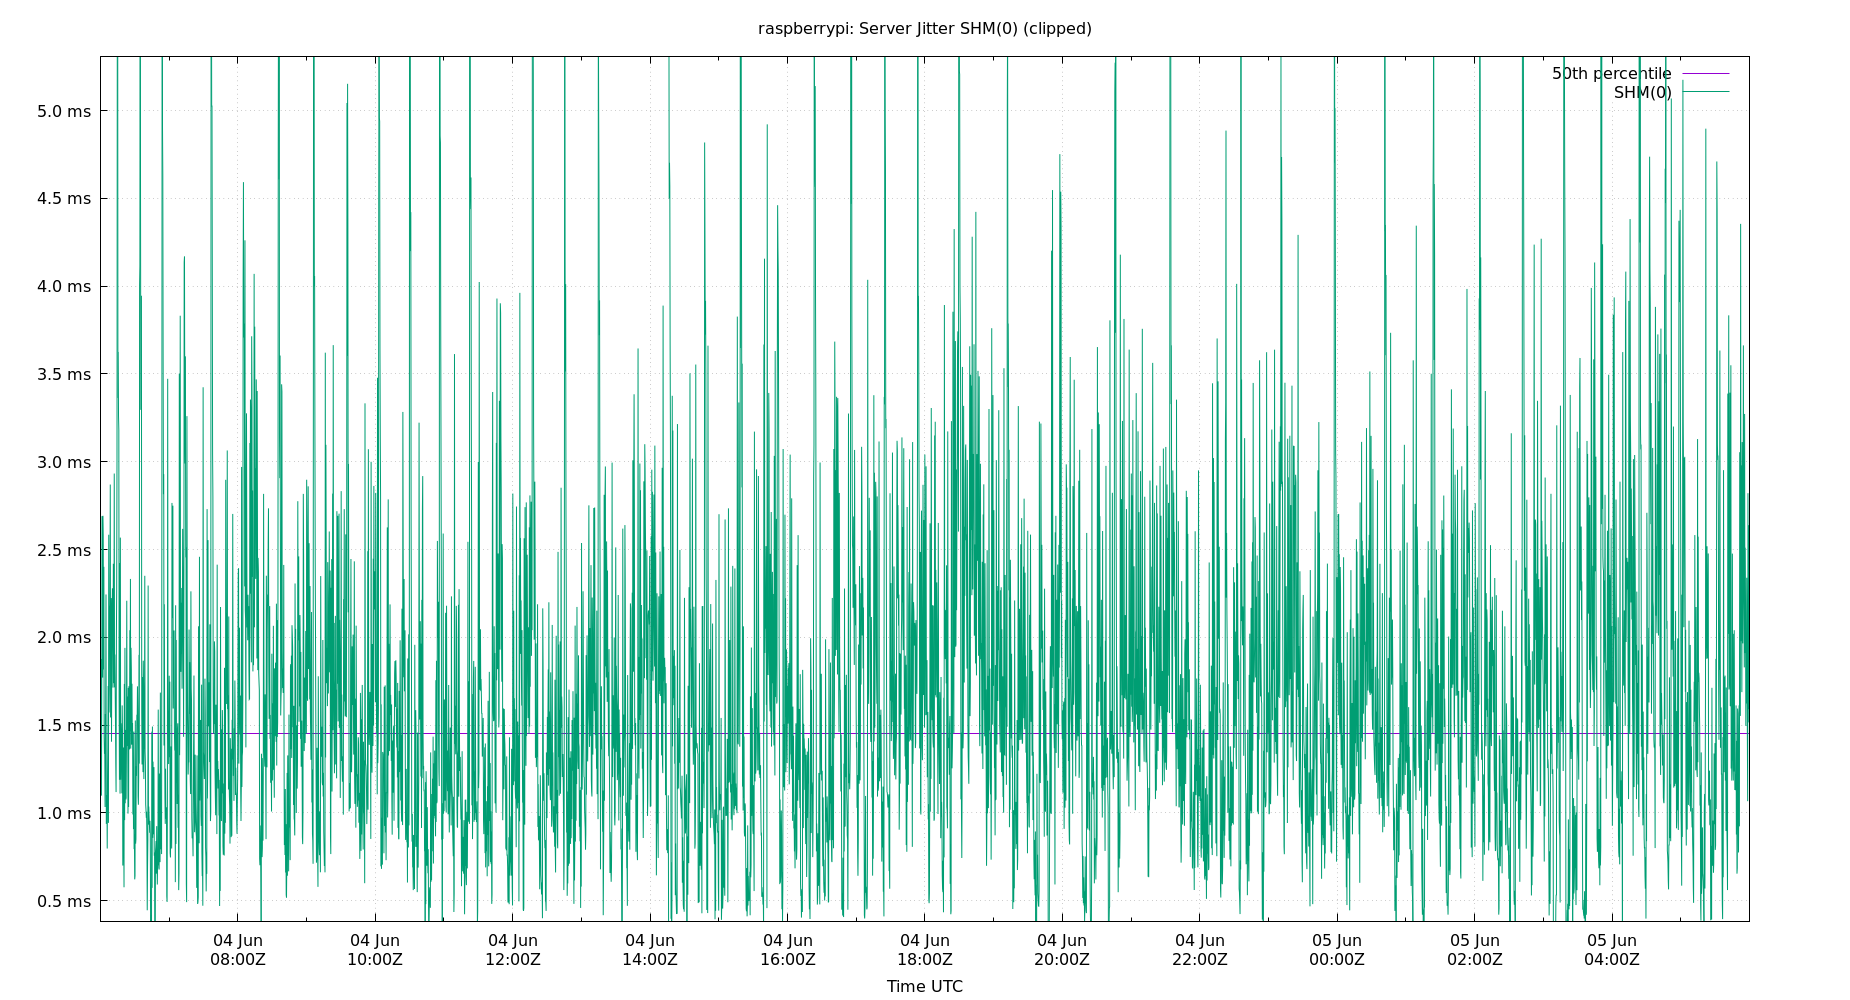 raspberrypi: Server Jitter SHM(0) (clipped)
50th percentile
SHM(0)
5.0 ms
4.5 ms
4.0 ms
3.5 ms
3.0 ms
2.5 ms
2.0 ms
1.5 ms
1.0 ms
0.5 ms
04 Jun 04 Jun 04 Jun 04 Jun 04 Jun 04 Jun 04 Jun 04 Jun 05 Jun 05 Jun 05 Jun
08:00Z 10:00Z 12:00Z 14:00Z 16:00Z 18:00Z 20:00Z 22:00Z 00:00Z 02:00Z 04:00Z
Time UTC